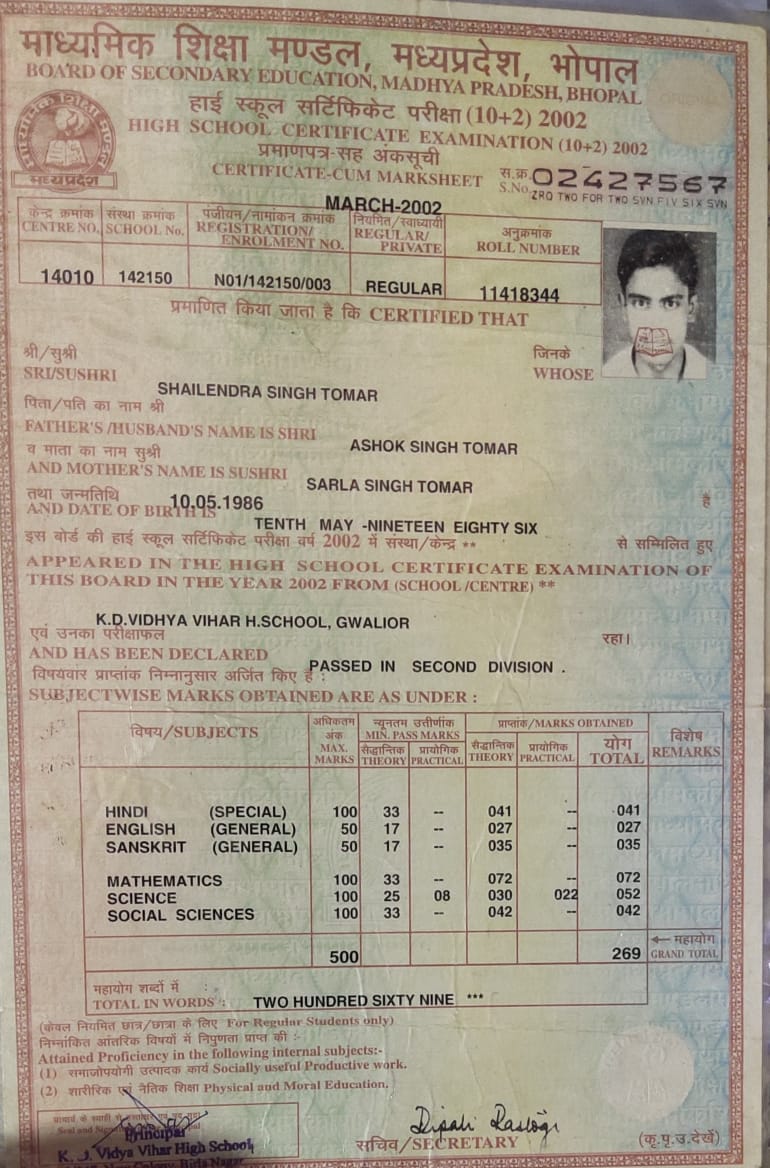 माध्यमिक शिक्षा मण्डल, मध्यप्रदेश, भोपाल
BOARD OF SECONDARY EDUCATION, MADHYA PRADESH, BHOPAL
हाई स्कूल सर्टिफिकेट परीक्षा (10+2) 2002
HIGH SCHOOL CERTIFICATE EXAMINATION (10+2) 2002
प्रमाणपत्र-सह अंकसूची
CERTIFICATE-CUM MARKSHEET
मध्यप्रदेश
स.क्र. S.No. 02427567
ZRO TWO FOR TWO SVN FIV SIX SVN
MARCH-2002
केन्द्र क्रमांक संस्था क्रमांक पंजीयन/नामांकन क्रमांक नियमित/स्वाध्यायी अनुक्रमांक
CENTRE NO. SCHOOL No. REGISTRATION/ ENROLMENT NO. REGULAR/ PRIVATE ROLL NUMBER
14010 142150 N01/142150/003 REGULAR 11418344
प्रमाणित किया जाता है कि CERTIFIED THAT
श्री/सुश्री जिनके
SRI/SUSHRI WHOSE
SHAILENDRA SINGH TOMAR
पिता/पति का नाम श्री
FATHER'S /HUSBAND'S NAME IS SHRI
ASHOK SINGH TOMAR
व माता का नाम सुश्री
AND MOTHER'S NAME IS SUSHRI
SARLA SINGH TOMAR
तथा जन्मतिथि 10.05.1986 है
AND DATE OF BIRTH IS
TENTH MAY -NINETEEN EIGHTY SIX
इस बोर्ड की हाई स्कूल सर्टिफिकेट परीक्षा वर्ष 2002 में संस्था/केन्द्र ** से सम्मिलित हुए
APPEARED IN THE HIGH SCHOOL CERTIFICATE EXAMINATION OF
THIS BOARD IN THE YEAR 2002 FROM (SCHOOL /CENTRE) **
K.D.VIDHYA VIHAR H.SCHOOL, GWALIOR
एवं उनका परीक्षाफल रहा।
AND HAS BEEN DECLARED
PASSED IN SECOND DIVISION .
विषयवार प्राप्तांक निम्नानुसार अर्जित किए हैं :
SUBJECTWISE MARKS OBTAINED ARE AS UNDER :
विषय/SUBJECTS अधिकतम अंक MAX. MARKS न्यूनतम उत्तीर्णांक MIN. PASS MARKS प्राप्तांक/MARKS OBTAINED विशेष REMARKS
सैद्धान्तिक THEORY प्रायोगिक PRACTICAL सैद्धान्तिक THEORY प्रायोगिक PRACTICAL योग TOTAL
HINDI (SPECIAL) 100 33 -- 041 -- 041
ENGLISH (GENERAL) 50 17 -- 027 -- 027
SANSKRIT (GENERAL) 50 17 -- 035 -- 035
MATHEMATICS 100 33 -- 072 -- 072
SCIENCE 100 25 08 030 022 052
SOCIAL SCIENCES 100 33 -- 042 -- 042
500 269 ← महायोग GRAND TOTAL
महायोग शब्दों में :
TOTAL IN WORDS : TWO HUNDRED SIXTY NINE ***
(केवल नियमित छात्र/छात्रा के लिए For Regular Students only)
निम्नांकित आंतरिक विषयों में निपुणता प्राप्त की :-
Attained Proficiency in the following internal subjects:-
(1) समाजोपयोगी उत्पादक कार्य Socially useful Productive work.
(2) शारीरिक एवं नैतिक शिक्षा Physical and Moral Education.
Principal
K. D. Vidya Vihar High School,
Dipali Rastogi
सचिव/SECRETARY
(कृ.पृ.उ.देखें)